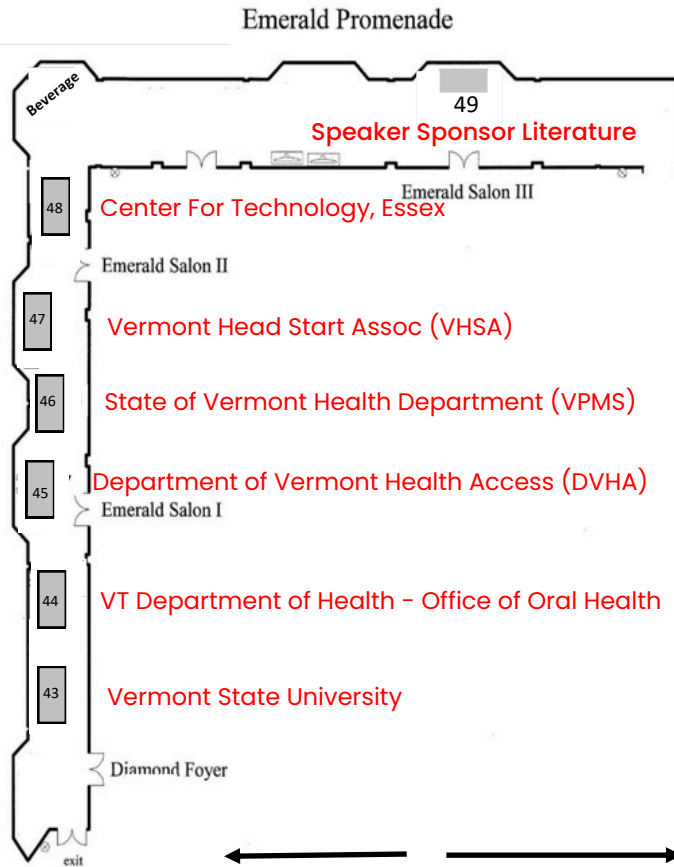 Emerald Promenade
Beverage
49
Speaker Sponsor Literature
Emerald Salon III
48
Center For Technology, Essex
Emerald Salon II
47
Vermont Head Start Assoc (VHSA)
46
State of Vermont Health Department (VPMS)
45
Department of Vermont Health Access (DVHA)
Emerald Salon I
44
VT Department of Health - Office of Oral Health
43
Vermont State University
Diamond Foyer
exit